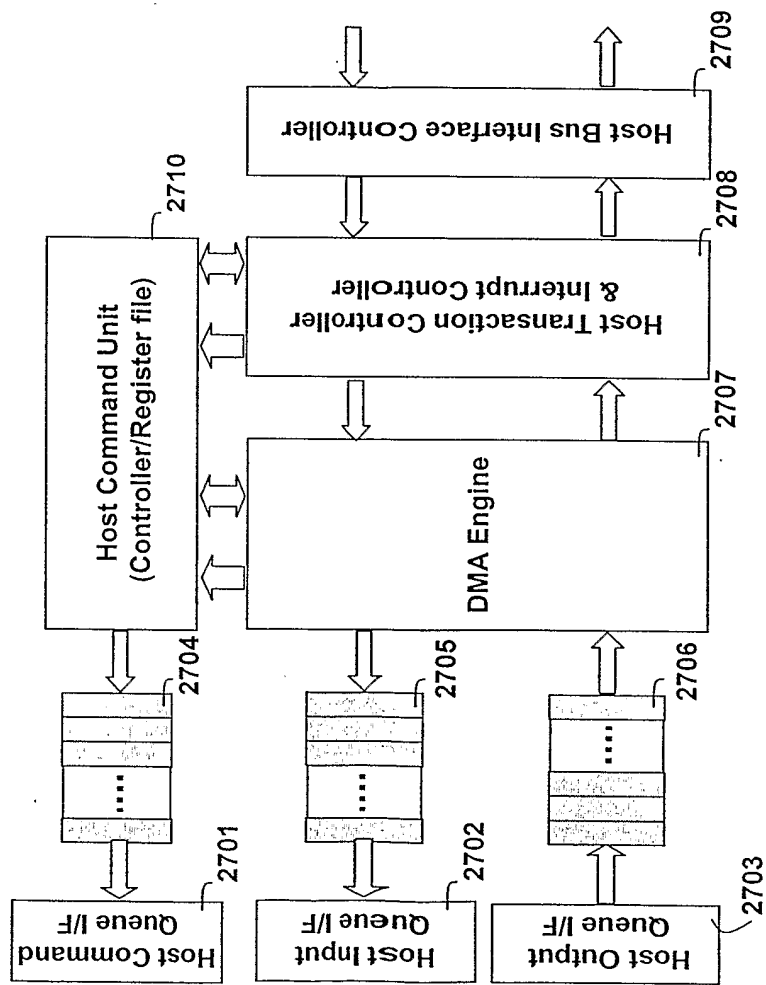 Host Command Unit
(Controller/Register file)
2710
Host Command
Queue I/F
2701
2704
Host Input
Queue I/F
2702
2705
Host Output
Queue I/F
2703
2706
DMA Engine
2707
Host Transaction Controller
& Interrupt Controller
2708
Host Bus Interface Controller
2709